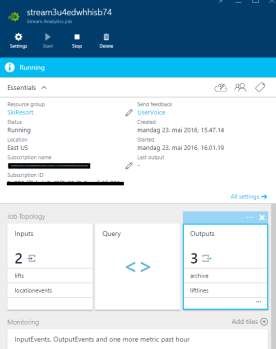 stream3u4edwhhisb74
Stream Analytics job
Settings
Start
Stop
Delete
Running
Essentials
Resource group
SkiResort
Status
Running
Location
East US
Subscription name
Subscription ID
Send feedback
UserVoice
Created
mandag 23. mai 2016, 15.47.14
Started
mandag 23. mai 2016, 16.01.19
Last output
-
All settings →
Job Topology
Inputs
2
lifts
locationevents
Query
< >
Outputs
3
archive
liftlines
...
Monitoring
Add tiles
InputEvents, OutputEvents and one more metric past hour